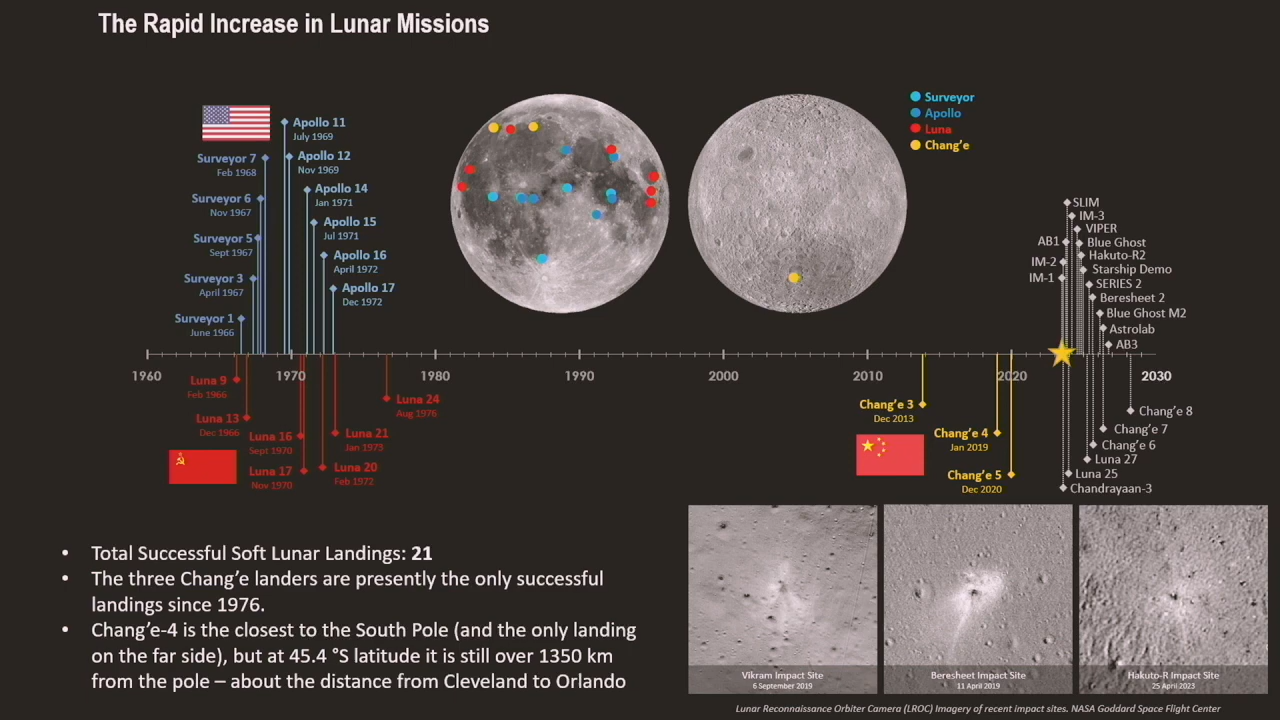 The Rapid Increase in Lunar Missions
Surveyor
Apollo
Luna
Chang'e
Apollo 11
July 1969
Surveyor 7
Feb 1968
Apollo 12
Nov 1969
Surveyor 6
Nov 1967
Apollo 14
Jan 1971
Apollo 15
Jul 1971
Surveyor 5
Sept 1967
Apollo 16
April 1972
Surveyor 3
April 1967
Apollo 17
Dec 1972
Surveyor 1
June 1966
SLIM
IM-3
VIPER
AB1
Blue Ghost
Hakuto-R2
IM-2
Starship Demo
IM-1
SERIES 2
Beresheet 2
Blue Ghost M2
Astrolab
AB3
1960
1970
1980
1990
2000
2010
2020
2030
Luna 9
Feb 1966
Luna 13
Dec 1966
Luna 16
Sept 1970
Luna 17
Nov 1970
Luna 24
Aug 1976
Luna 21
Jan 1973
Luna 20
Feb 1972
Chang'e 3
Dec 2013
Chang'e 4
Jan 2019
Chang'e 5
Dec 2020
Chang'e 8
Chang'e 7
Chang'e 6
Luna 27
Luna 25
Chandrayaan-3
• Total Successful Soft Lunar Landings: 21
• The three Chang'e landers are presently the only successful
landings since 1976.
• Chang'e-4 is the closest to the South Pole (and the only landing
on the far side), but at 45.4 °S latitude it is still over 1350 km
from the pole – about the distance from Cleveland to Orlando
Vikram Impact Site
6 September 2019
Beresheet Impact Site
11 April 2019
Hakuto-R Impact Site
25 April 2023
Lunar Reconnaissance Orbiter Camera (LROC) Imagery of recent impact sites. NASA Goddard Space Flight Center